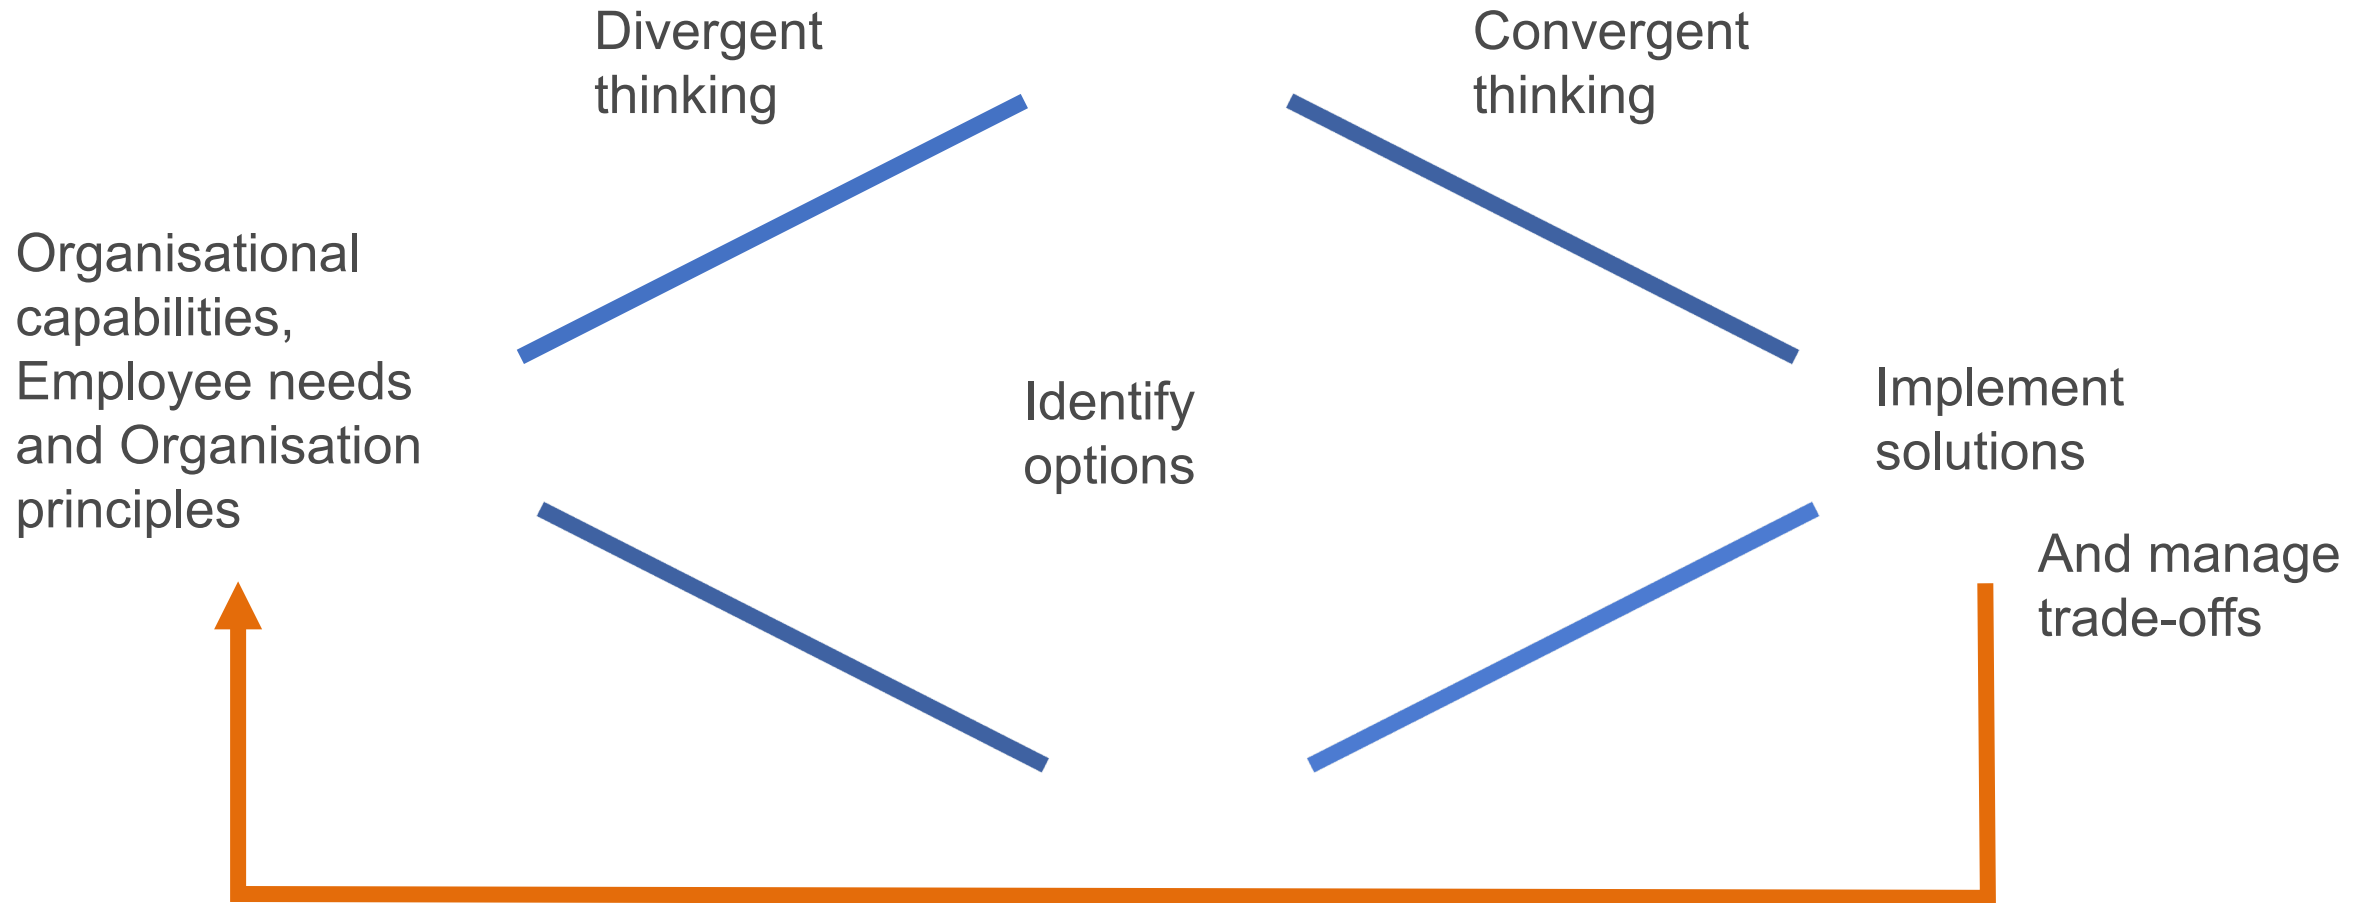 Divergent
thinking
Convergent
thinking
Organisational
capabilities,
Employee needs
and Organisation
principles
Identify
options
Implement
solutions
And manage
trade-offs